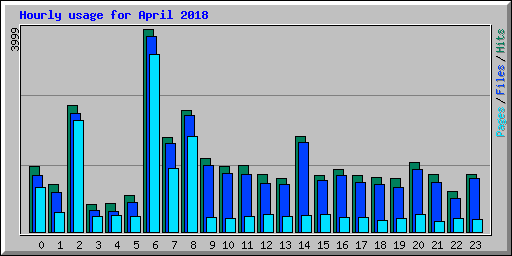 Hourly usage for April 2018
3999
Pages/Files/Hits
0 1 2 3 4 5 6 7 8 9 10 11 12 13 14 15 16 17 18 19 20 21 22 23